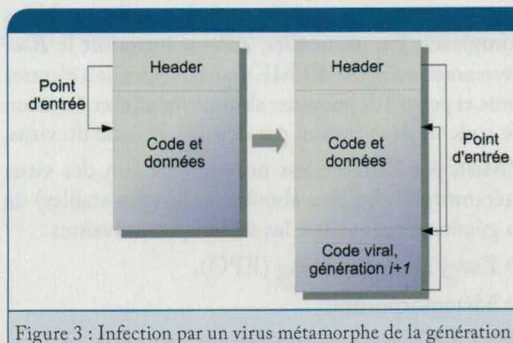 Header
Point
d'entrée
Code et
données
Header
Code et
données
Point
d'entrée
Code viral,
génération i+1
Figure 3 : Infection par un virus métamorphe de la génération